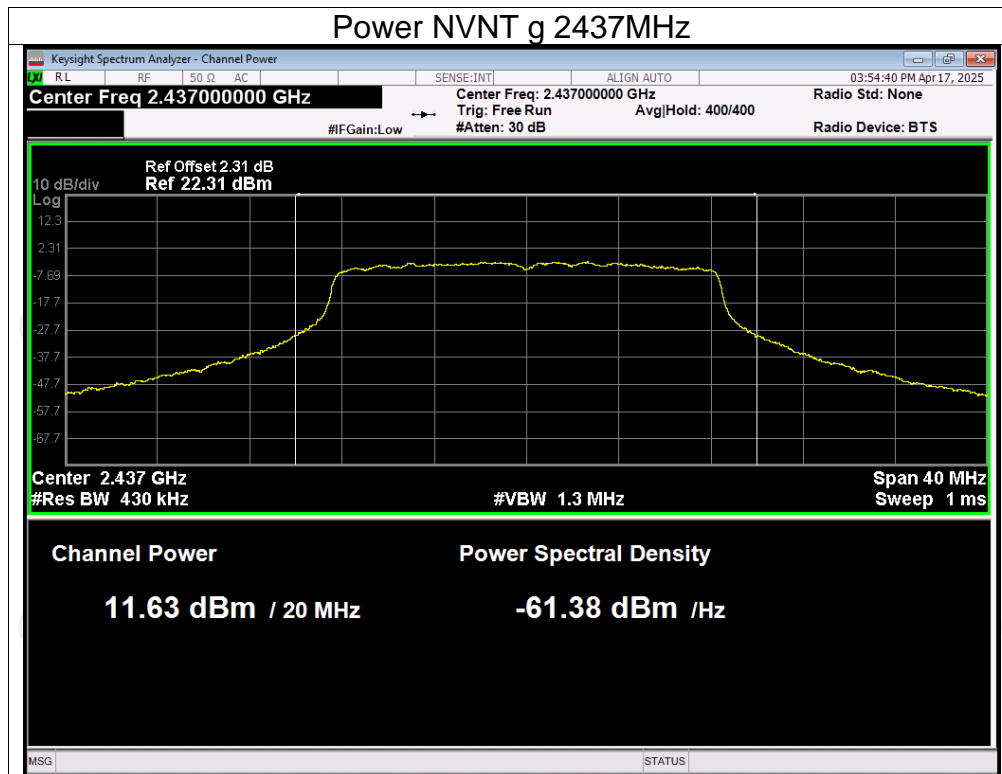 Power NVNT g 2437MHz
Keysight Spectrum Analyzer - Channel Power
LXI RL RF 50 Ω AC SENSE:INT ALIGN AUTO 03:54:40 PM Apr 17, 2025
Center Freq 2.437000000 GHz Center Freq: 2.437000000 GHz Radio Std: None
Trig: Free Run Avg|Hold: 400/400
#IFGain:Low #Atten: 30 dB Radio Device: BTS
Ref Offset 2.31 dB
10 dB/div Ref 22.31 dBm
Log
12.3
2.31
-7.69
-17.7
-27.7
-37.7
-47.7
-57.7
-67.7
Center 2.437 GHz Span 40 MHz
#Res BW 430 kHz #VBW 1.3 MHz Sweep 1 ms
Channel Power Power Spectral Density
11.63 dBm / 20 MHz -61.38 dBm /Hz
MSG STATUS